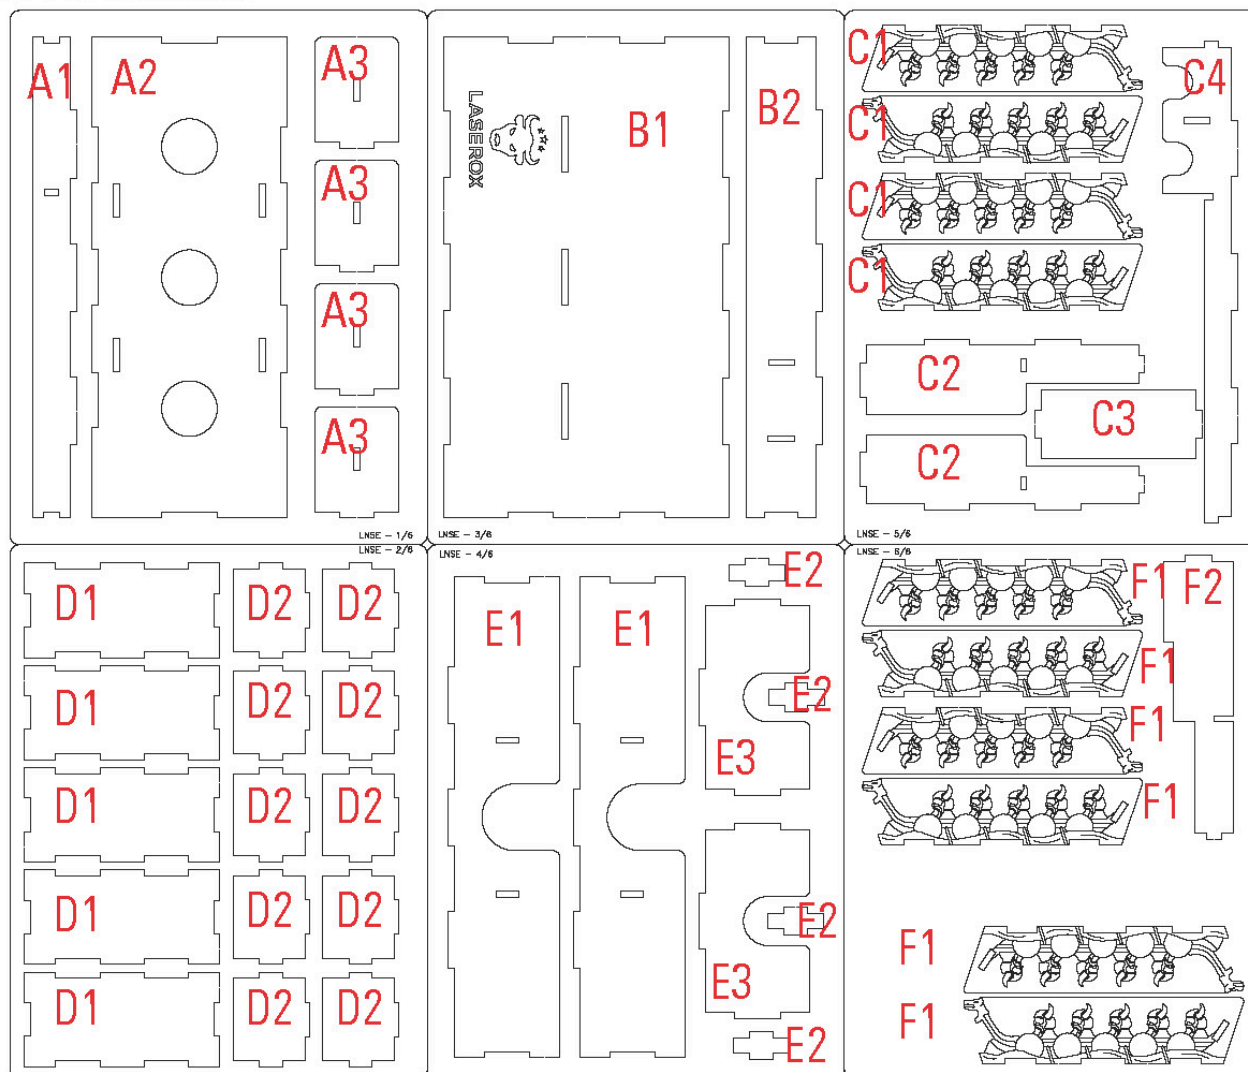 A1
A2
A3
A3
A3
A3
LNSE - 1/6
LASEROX
B1
B2
LNSE - 3/6
C1
C1
C1
C1
C4
C2
C3
C2
LNSE - 5/6
LNSE - 2/6
D1
D2
D2
D1
D2
D2
D1
D2
D2
D1
D2
D2
D1
D2
D2
LNSE - 4/6
E1
E1
E2
E2
E3
E2
E3
E2
LNSE - 6/6
F1
F2
F1
F1
F1
F1
F1